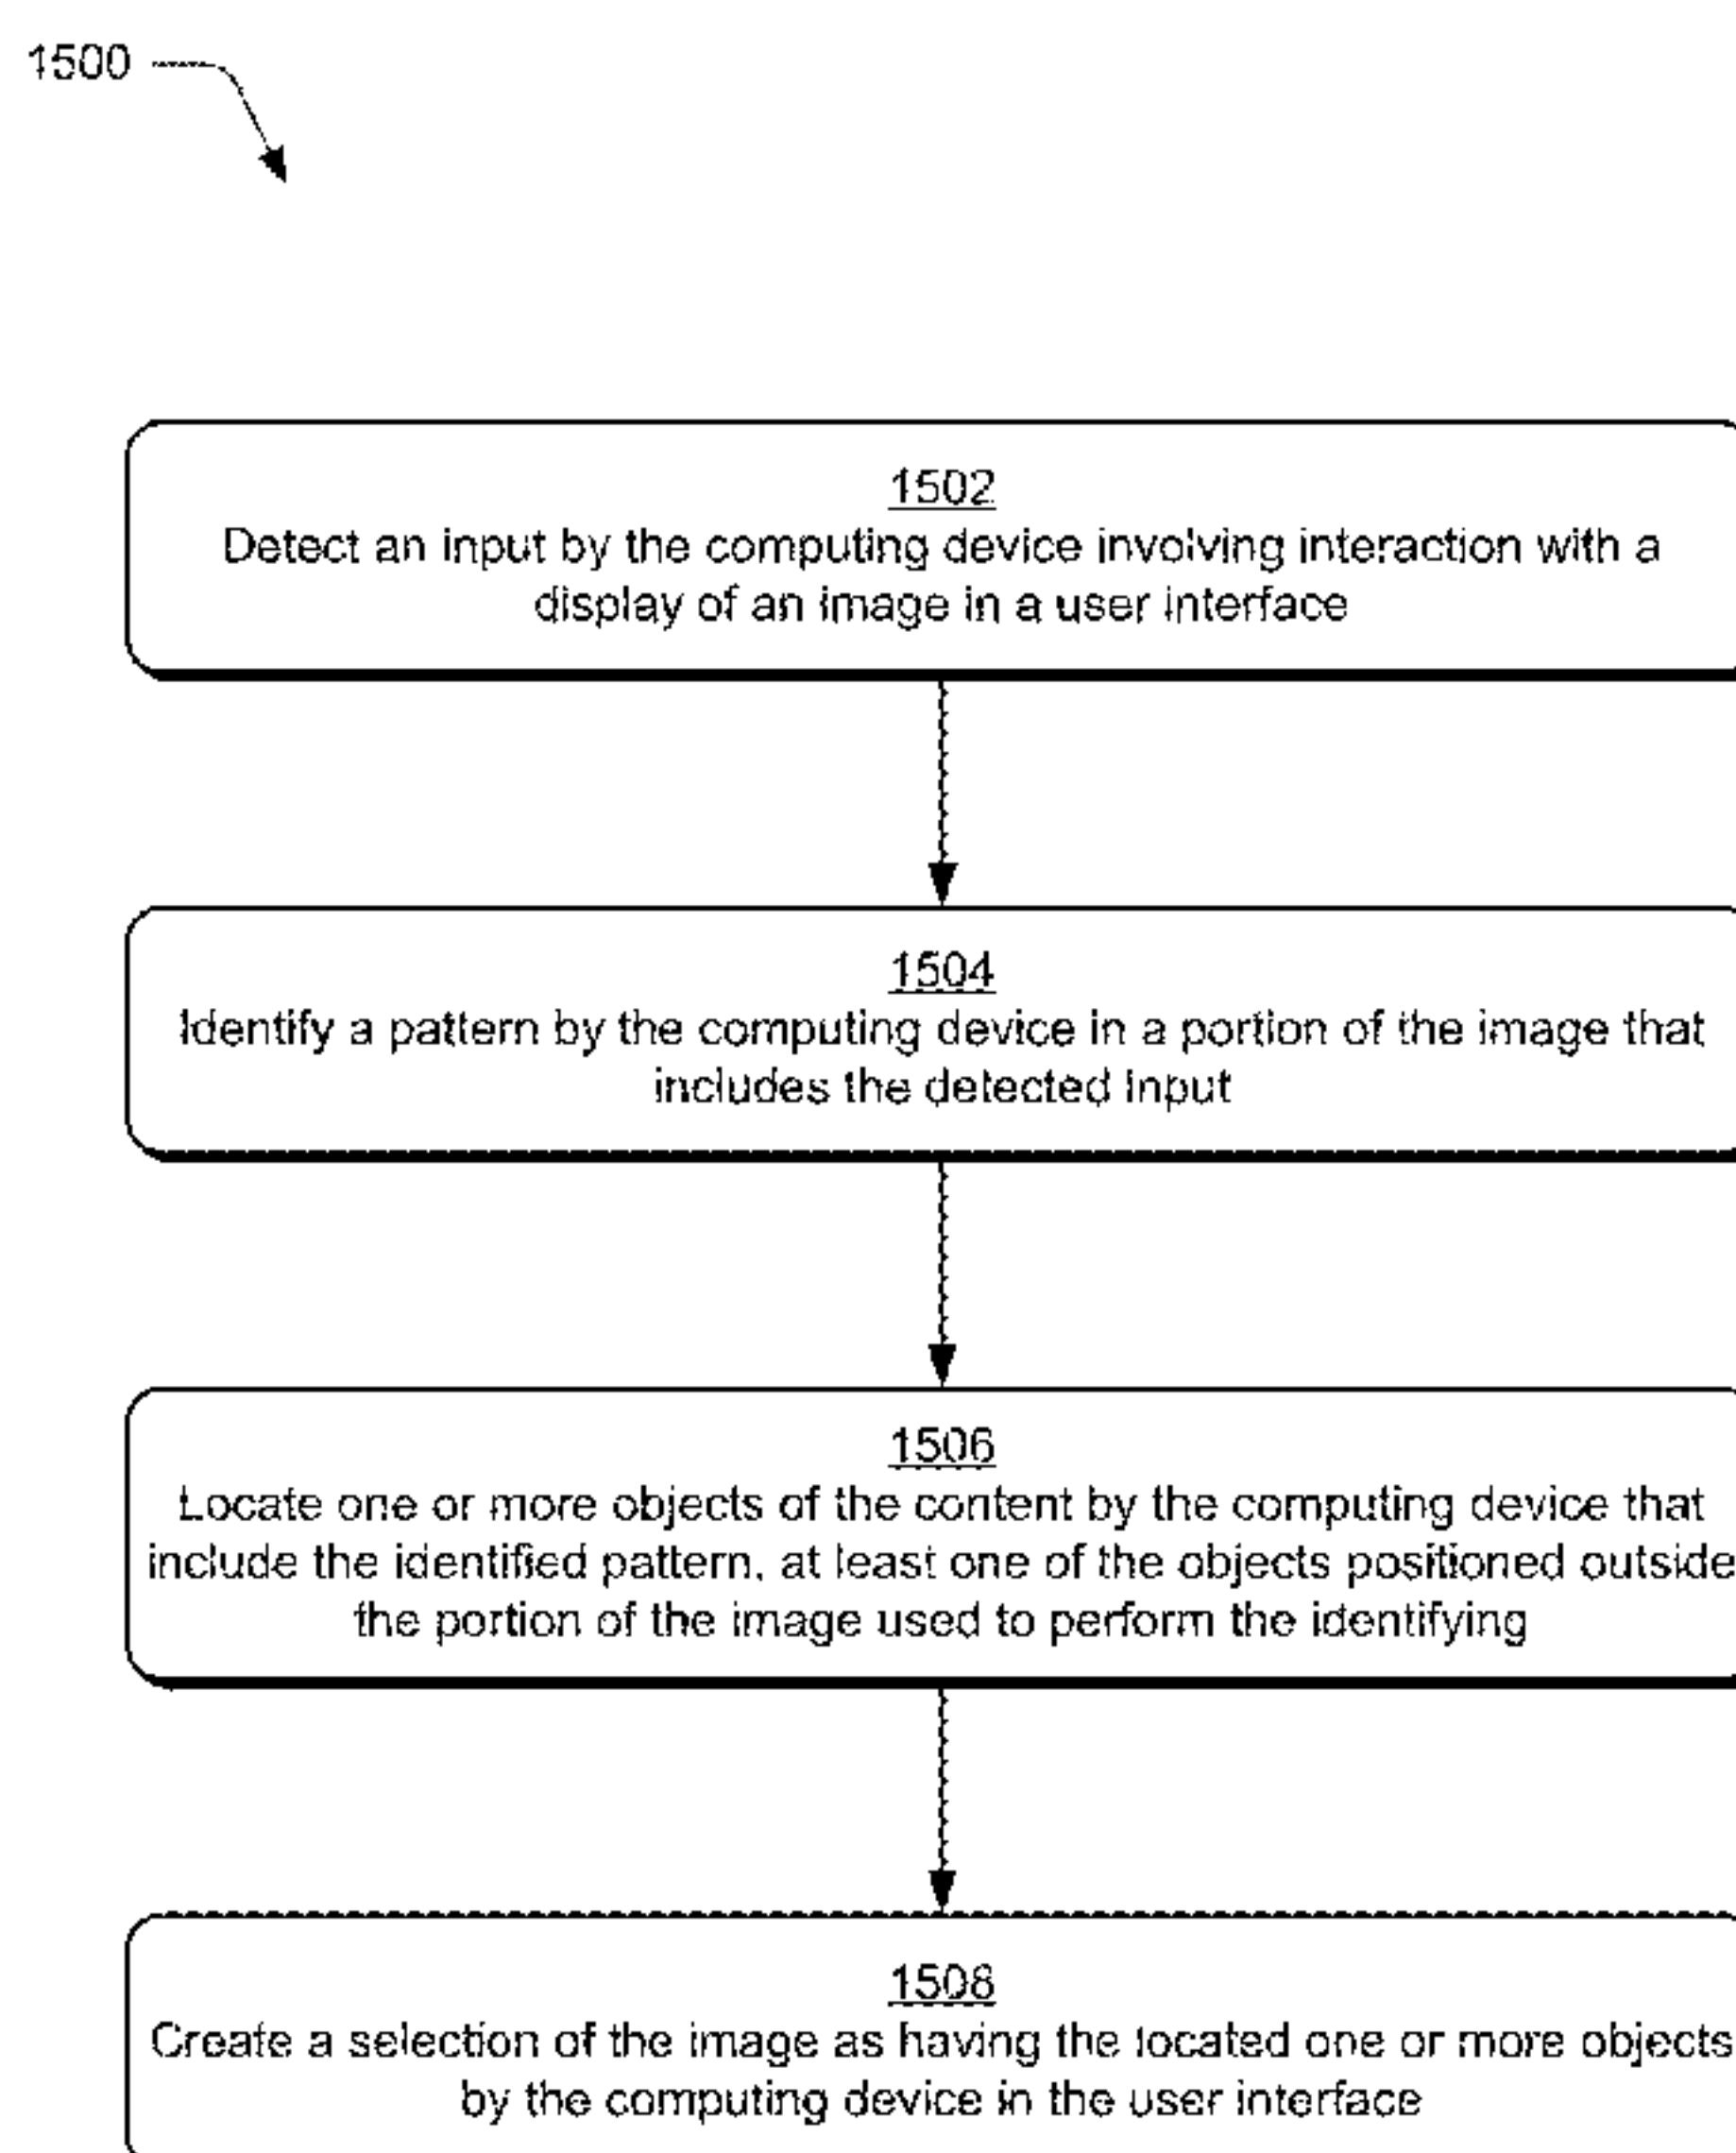 1500
1502
Detect an input by the computing device involving interaction with a
display of an image in a user interface
1504
Identify a pattern by the computing device in a portion of the image that
includes the detected input
1506
Locate one or more objects of the content by the computing device that
include the identified pattern, at least one of the objects positioned outside
the portion of the image used to perform the identifying
1508
Create a selection of the image as having the located one or more objects
by the computing device in the user interface